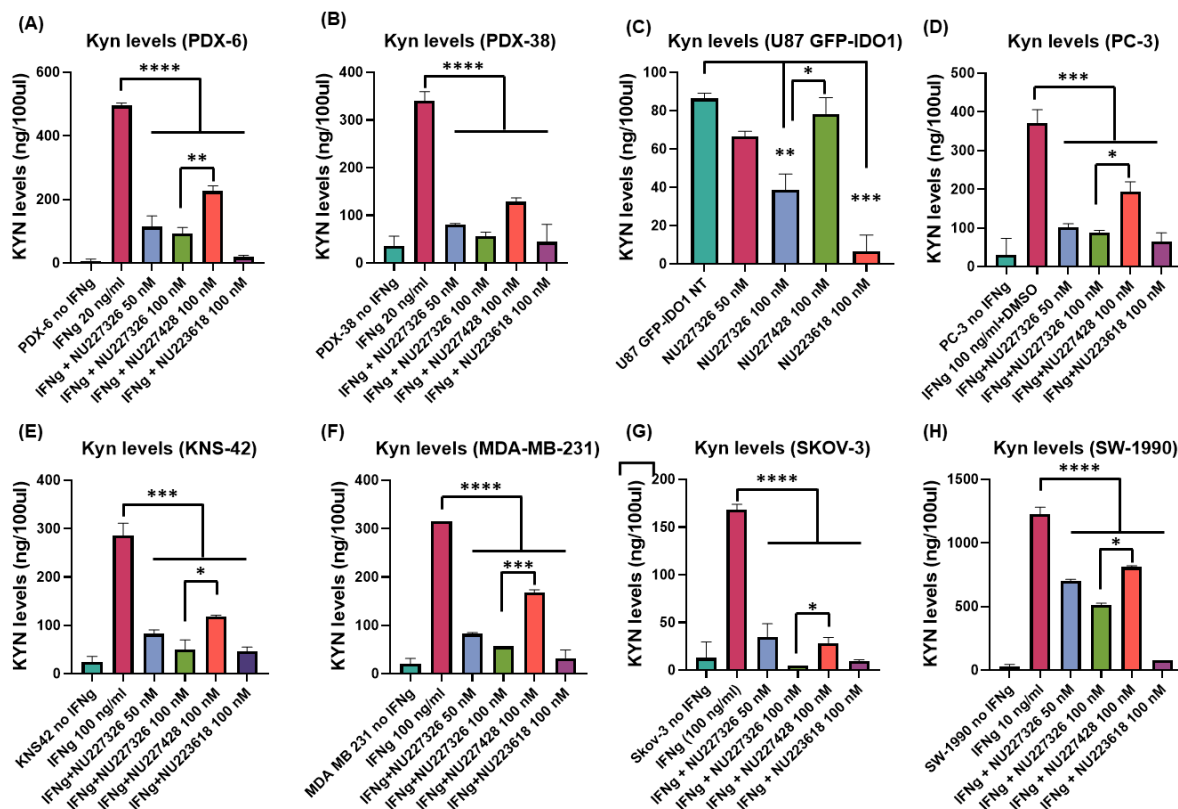 (A)
Kyn levels (PDX-6)
KYN levels (ng/100ul)
600
400
200
0
****
**
PDX-6 no IFNg
IFNg 20 ng/ml
IFNg + NU227326 50 nM
IFNg + NU227326 100 nM
IFNg + NU227428 100 nM
IFNg + NU223618 100 nM
(B)
Kyn levels (PDX-38)
KYN levels (ng/100ul)
400
300
200
100
0
****
PDX-38 no IFNg
IFNg 20 ng/ml
IFNg + NU227326 50 nM
IFNg + NU227326 100 nM
IFNg + NU227428 100 nM
IFNg + NU223618 100 nM
(C)
Kyn levels (U87 GFP-IDO1)
KYN levels (ng/100ul)
100
80
60
40
20
0
*
**
***
U87 GFP-IDO1 NT
NU227326 50 nM
NU227326 100 nM
NU227428 100 nM
NU223618 100 nM
(D)
Kyn levels (PC-3)
KYN levels (ng/100ul)
500
400
300
200
100
0
***
*
PC-3 no IFNg
IFNg 100 ng/ml+DMSO
IFNg+NU227326 50 nM
IFNg+NU227326 100 nM
IFNg+NU227428 100 nM
IFNg+NU223618 100 nM
(E)
Kyn levels (KNS-42)
KYN levels (ng/100ul)
400
300
200
100
0
***
*
KNS42 no IFNg
IFNg 100 ng/ml
IFNg+NU227326 50 nM
IFNg+NU227326 100 nM
IFNg+NU227428 100 nM
IFNg+NU223618 100 nM
(F)
Kyn levels (MDA-MB-231)
KYN levels (ng/100ul)
400
300
200
100
0
****
***
MDA MB 231 no IFNg
IFNg 100 ng/ml
IFNg+NU227326 50 nM
IFNg+NU227326 100 nM
IFNg+NU227428 100 nM
IFNg+NU223618 100 nM
(G)
Kyn levels (SKOV-3)
KYN levels (ng/100ul)
200
150
100
50
0
****
*
Skov-3 no IFNg
IFNg (100 ng/ml)
IFNg + NU227326 50 nM
IFNg + NU227326 100 nM
IFNg + NU227428 100 nM
IFNg + NU223618 100 nM
(H)
Kyn levels (SW-1990)
KYN levels (ng/100ul)
1500
1000
500
0
****
*
SW-1990 no IFNg
IFNg 10 ng/ml
IFNg + NU227326 50 nM
IFNg + NU227326 100 nM
IFNg + NU227428 100 nM
IFNg + NU223618 100 nM